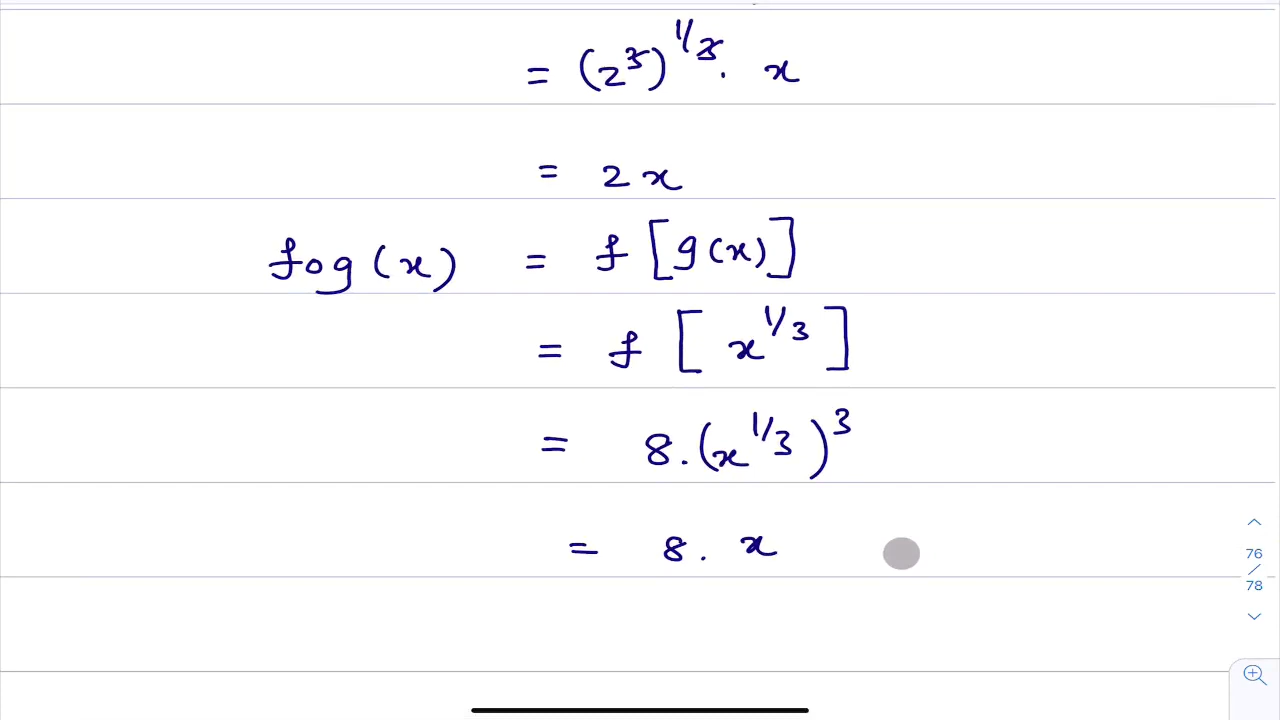 = (2³)^1/3 . x
= 2x
fog(x) = f[g(x)]
= f[x^1/3]
= 8.(x^1/3)³
= 8. x
76
/
78